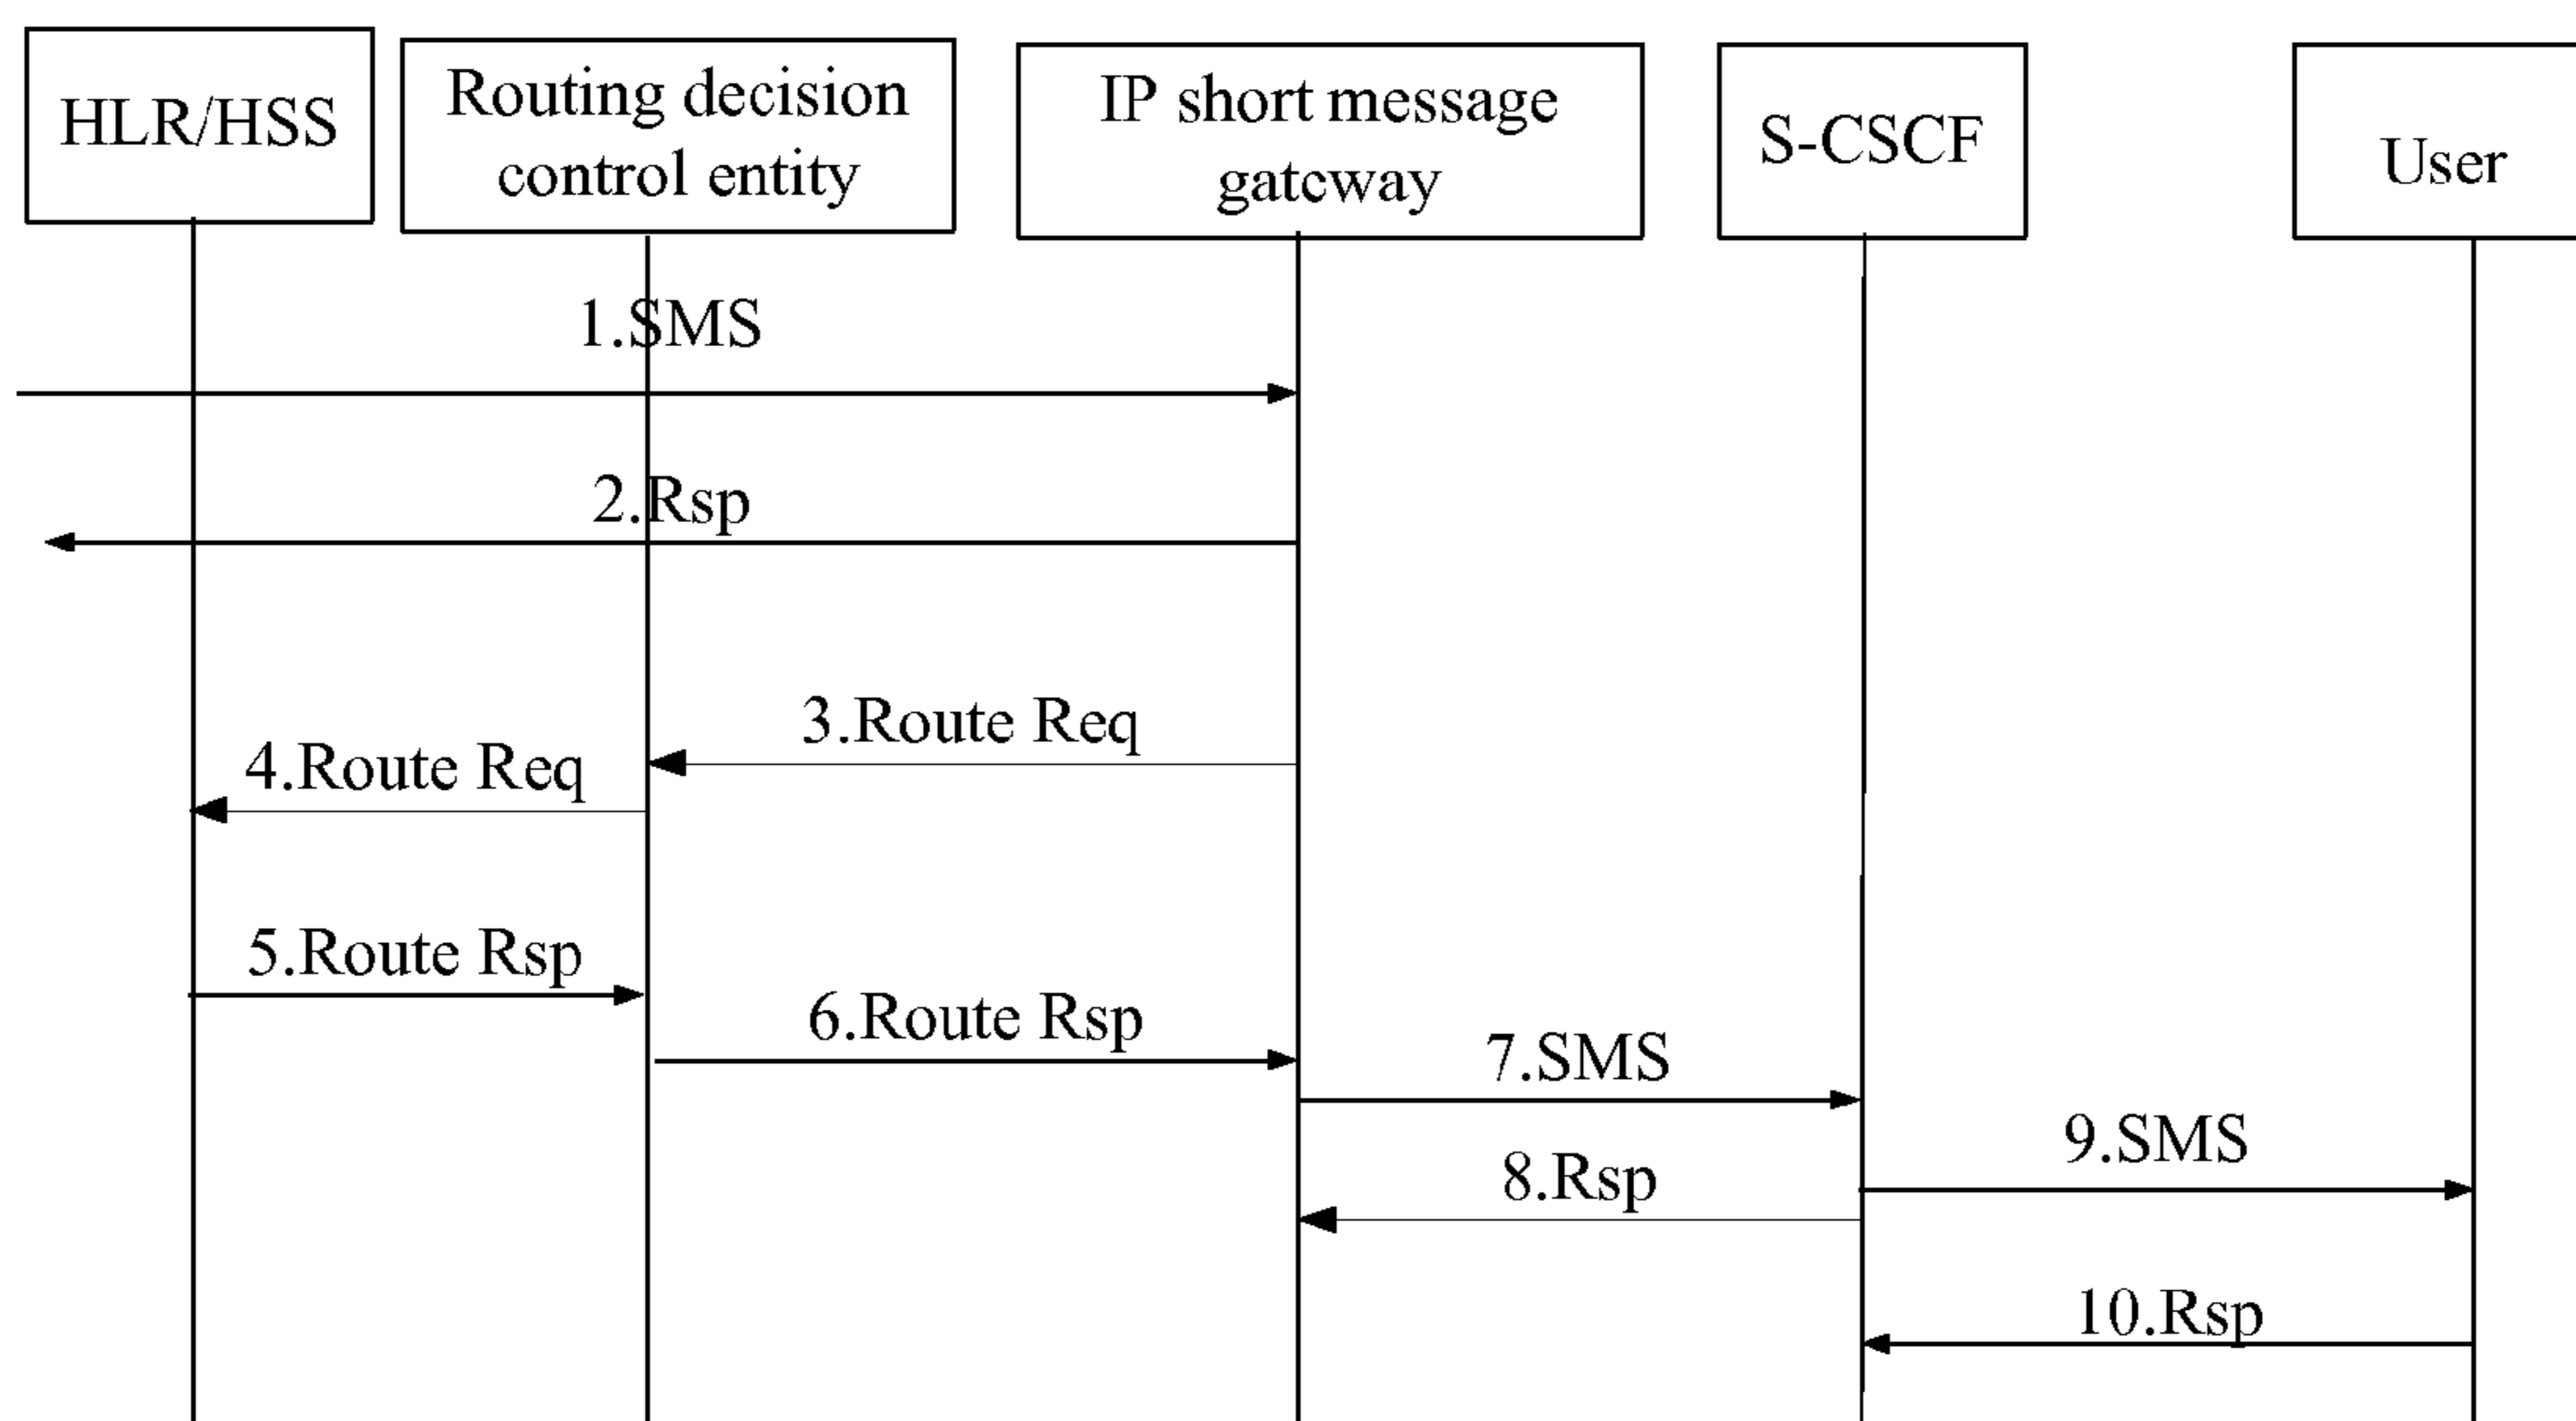 HLR/HSS
Routing decision
control entity
IP short message
gateway
S-CSCF
User
1.SMS
2.Rsp
3.Route Req
4.Route Req
5.Route Rsp
6.Route Rsp
7.SMS
8.Rsp
9.SMS
10.Rsp